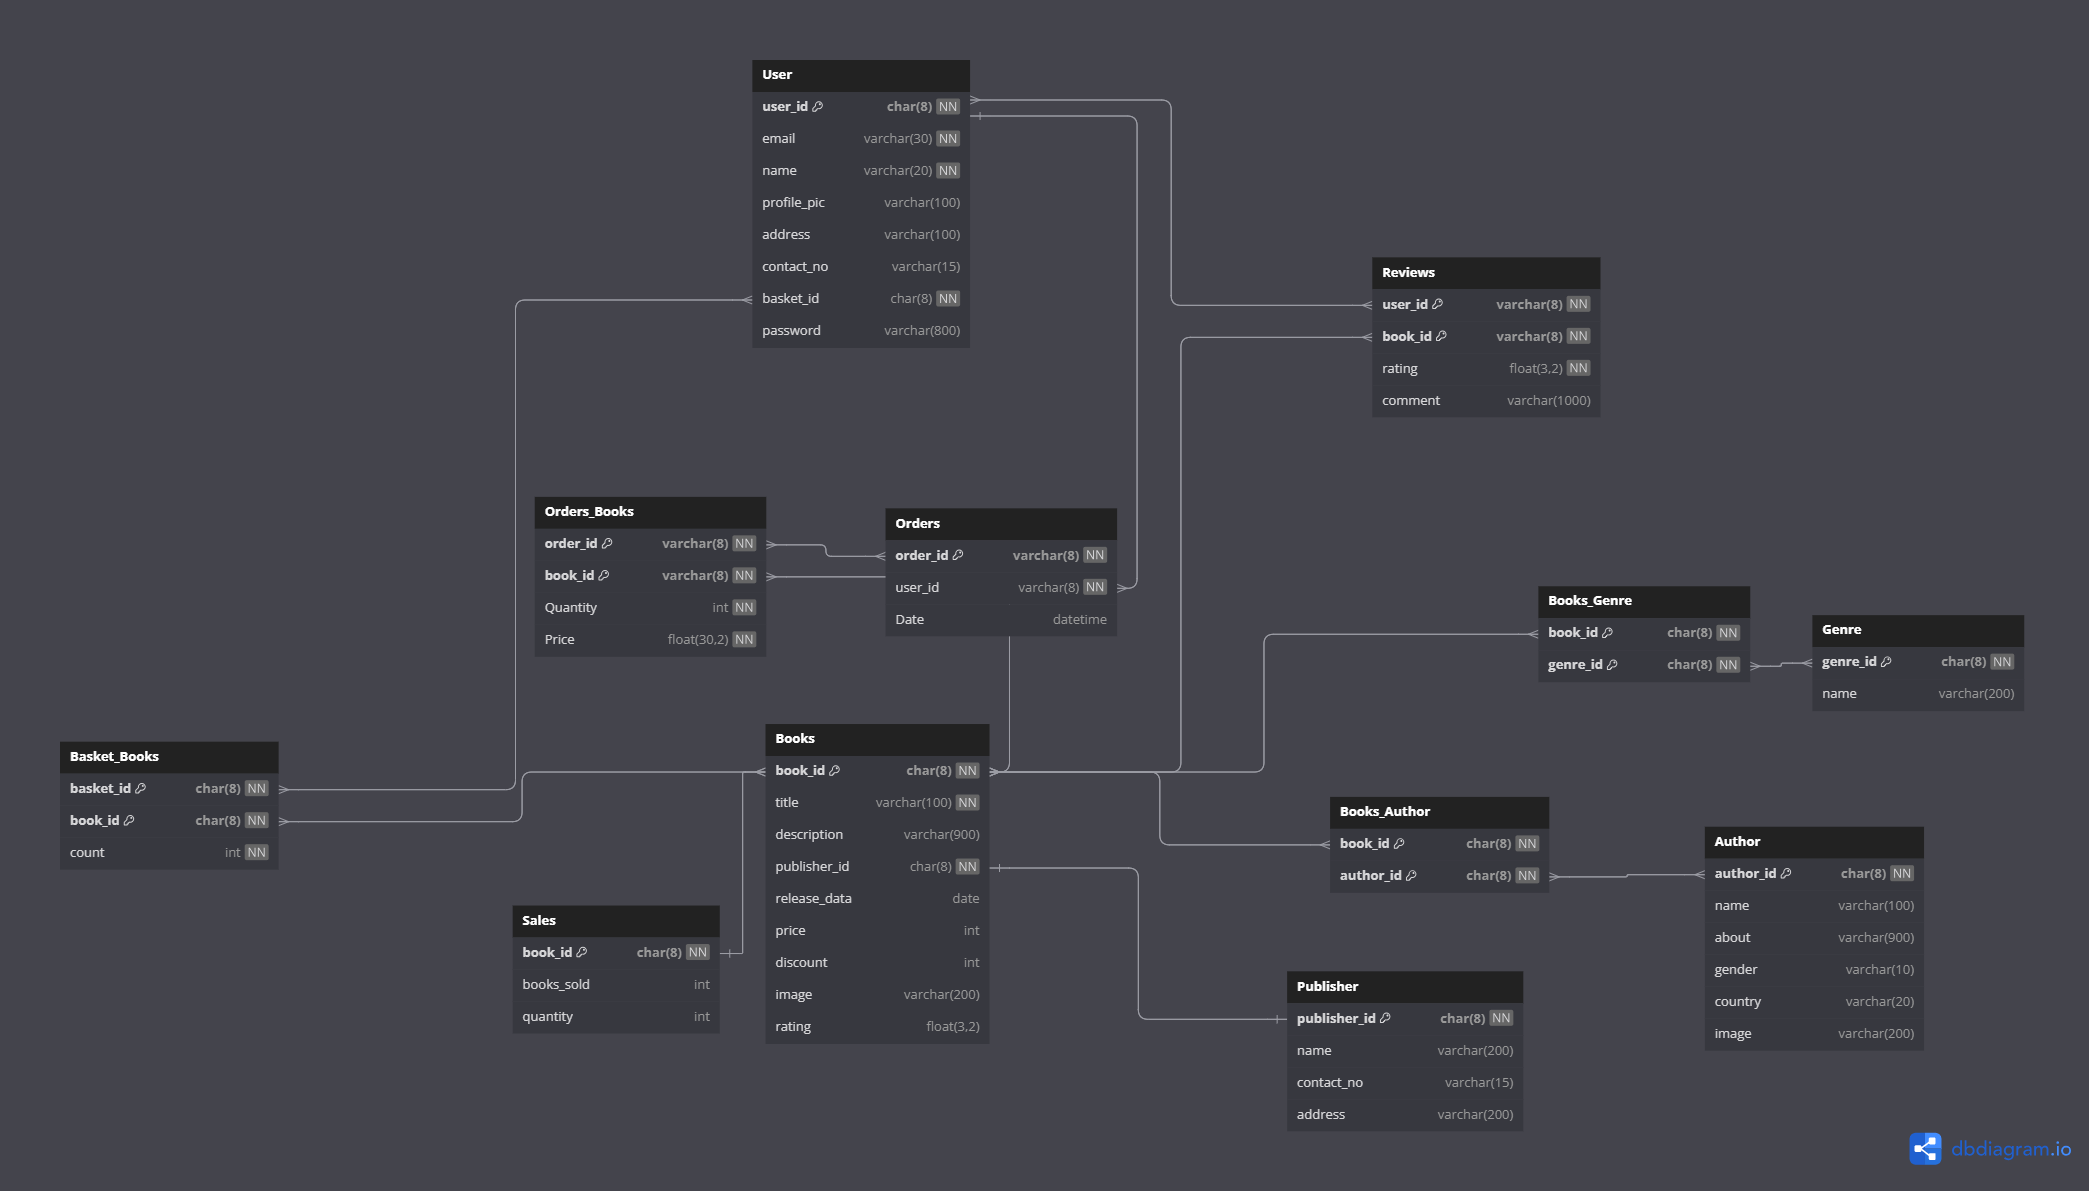 User
user_id char(8) NN
email varchar(30) NN
name varchar(20) NN
profile_pic varchar(100)
address varchar(100)
contact_no varchar(15)
basket_id char(8) NN
password varchar(800)
Reviews
user_id varchar(8) NN
book_id varchar(8) NN
rating float(3,2) NN
comment varchar(1000)
Orders_Books
order_id varchar(8) NN
book_id varchar(8) NN
Quantity int NN
Price float(30,2) NN
Orders
order_id varchar(8) NN
user_id varchar(8) NN
Date datetime
Books_Genre
book_id char(8) NN
genre_id char(8) NN
Genre
genre_id char(8) NN
name varchar(200)
Basket_Books
basket_id char(8) NN
book_id char(8) NN
count int NN
Books
book_id char(8) NN
title varchar(100) NN
description varchar(900)
publisher_id char(8) NN
release_data date
price int
discount int
image varchar(200)
rating float(3,2)
Books_Author
book_id char(8) NN
author_id char(8) NN
Author
author_id char(8) NN
name varchar(100)
about varchar(900)
gender varchar(10)
country varchar(20)
image varchar(200)
Sales
book_id char(8) NN
books_sold int
quantity int
Publisher
publisher_id char(8) NN
name varchar(200)
contact_no varchar(15)
address varchar(200)
dbdiagram.io